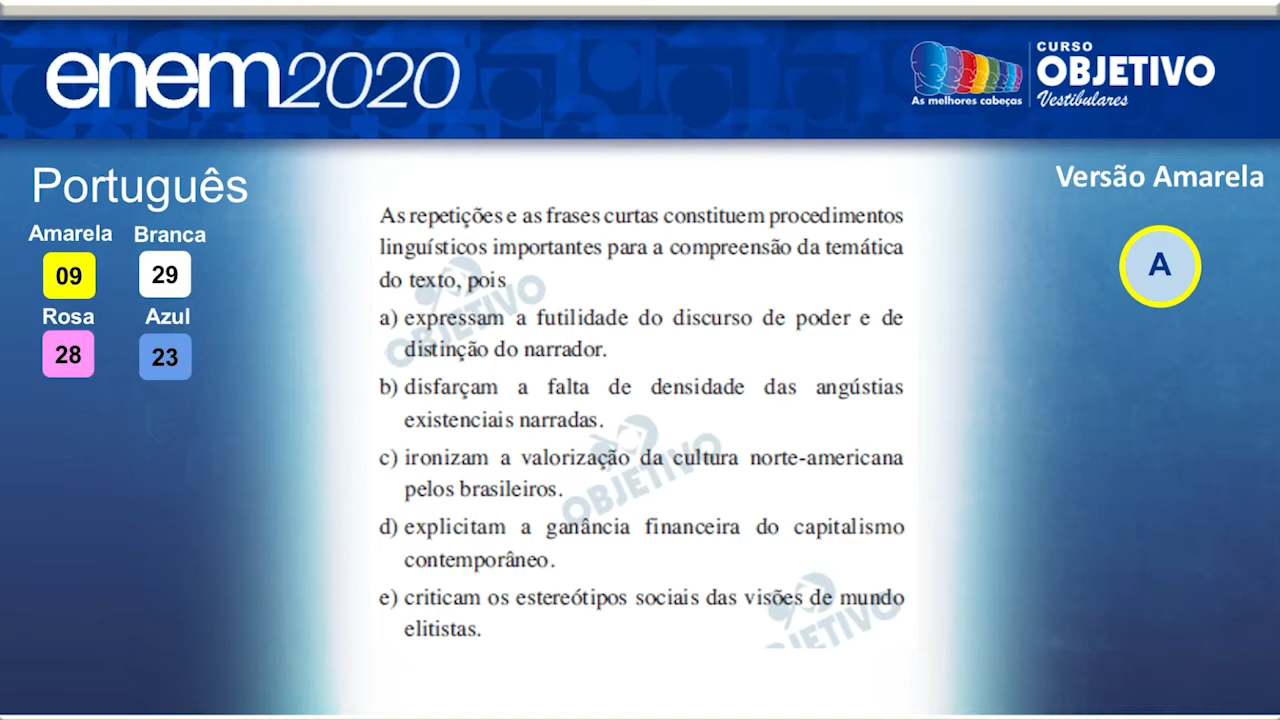 enem2020
CURSO
OBJETIVO
As melhores cabeças
Vestibulares
Português
Versão Amarela
Amarela Branca
09 29
Rosa Azul
28 23
A
As repetições e as frases curtas constituem procedimentos
linguísticos importantes para a compreensão da temática
do texto, pois
a) expressam a futilidade do discurso de poder e de
distinção do narrador.
b) disfarçam a falta de densidade das angústias
existenciais narradas.
c) ironizam a valorização da cultura norte-americana
pelos brasileiros.
d) explicitam a ganância financeira do capitalismo
contemporâneo.
e) criticam os estereótipos sociais das visões de mundo
elitistas.
OBJETIVO
OBJETIVO
OBJETIVO